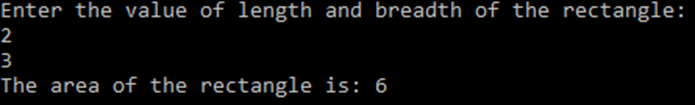 Enter the value of length and breadth of the rectangle:
2
3
The area of the rectangle is: 6